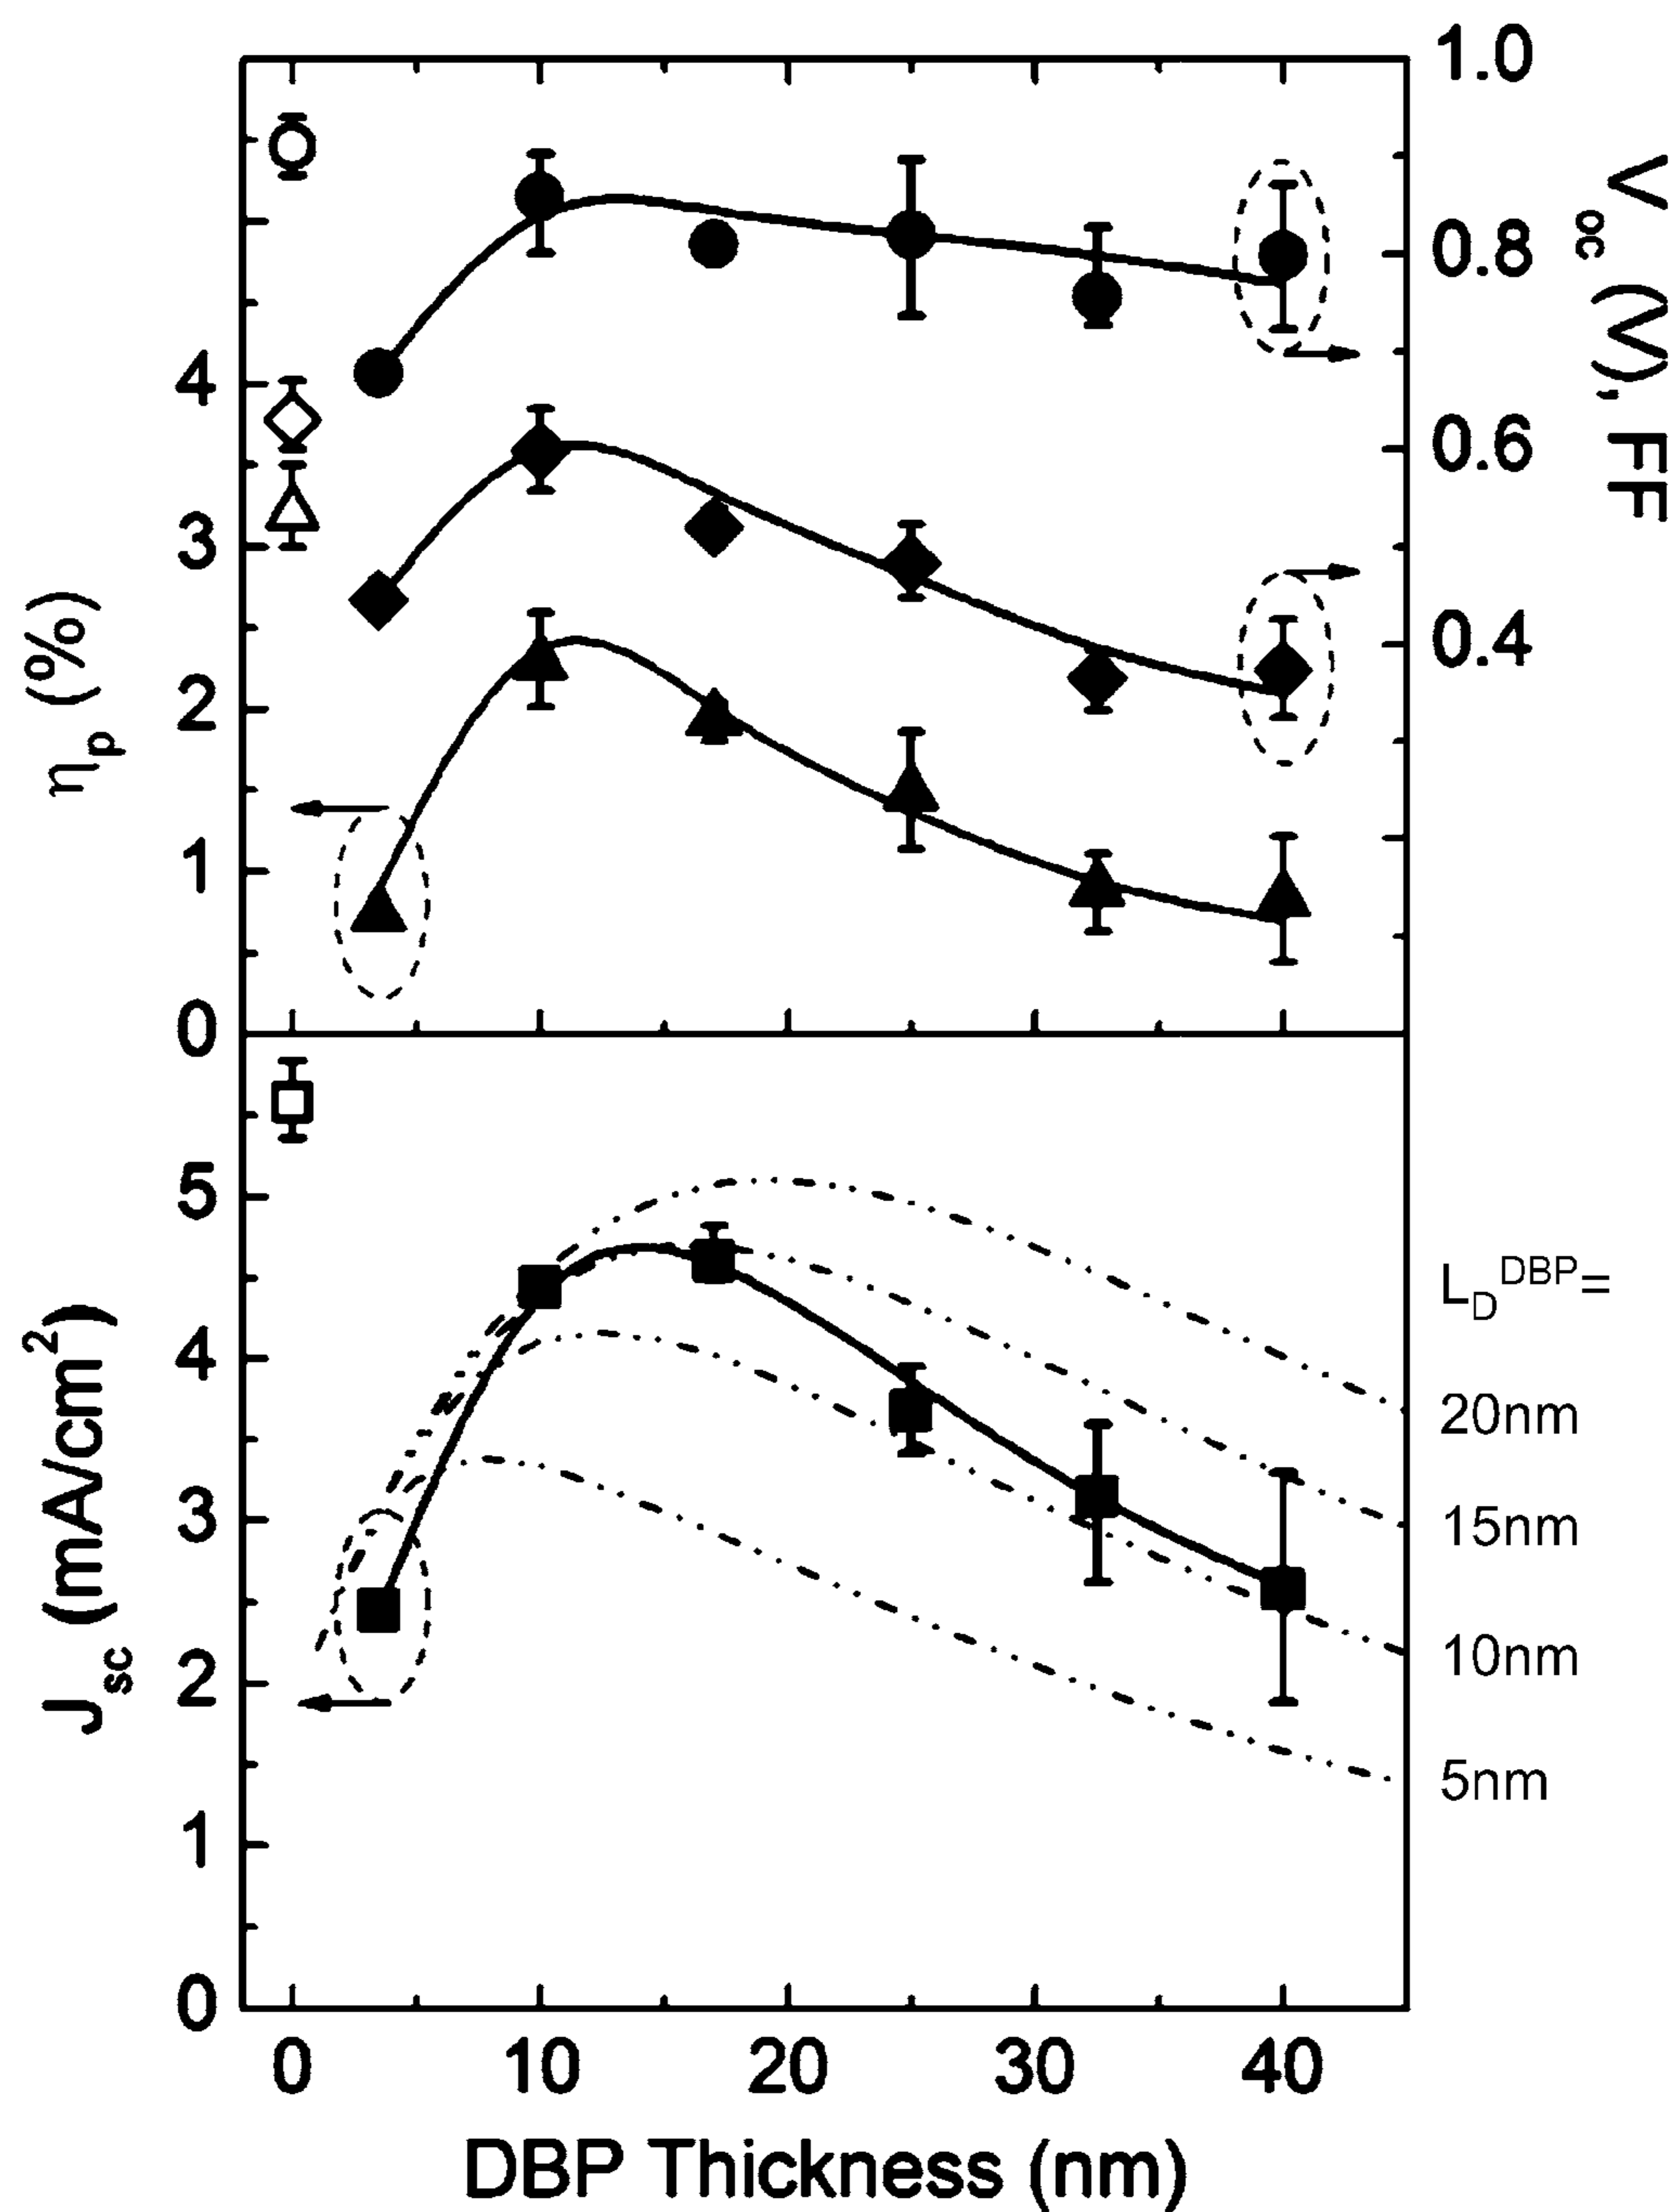 1.0
0.8
0.6
0.4
V_oc (V), FF
4
3
2
1
0
η_p (%)
5
4
3
2
1
0
J_sc (mA/cm²)
L_D^DBP=
20nm
15nm
10nm
5nm
0 10 20 30 40
DBP Thickness (nm)